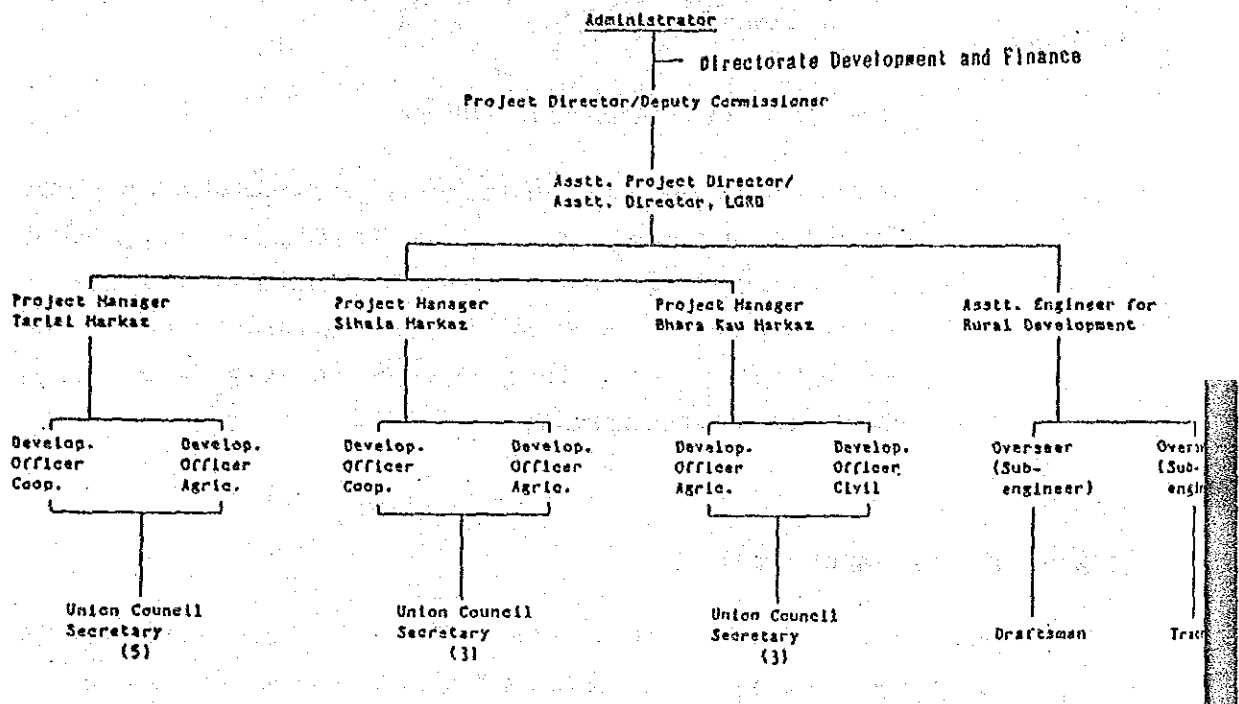 Administrator
Directorate Development and Finance
Project Director/Deputy Commissioner
Asstt. Project Director/
Asstt. Director, LGRD
Project Manager
Tarlai Markaz
Project Manager
Sihala Markaz
Project Manager
Bhara Kau Markaz
Asstt. Engineer for
Rural Development
Develop.
Officer
Coop.
Develop.
Officer
Agric.
Develop.
Officer
Coop.
Develop.
Officer
Agric.
Develop.
Officer
Agric.
Develop.
Officer
Civil
Overseer
(Sub-
engineer)
(Sub-
Union Council
Secretary
(5)
Union Council
Secretary
(3)
Union Council
Secretary
(3)
Draftsman